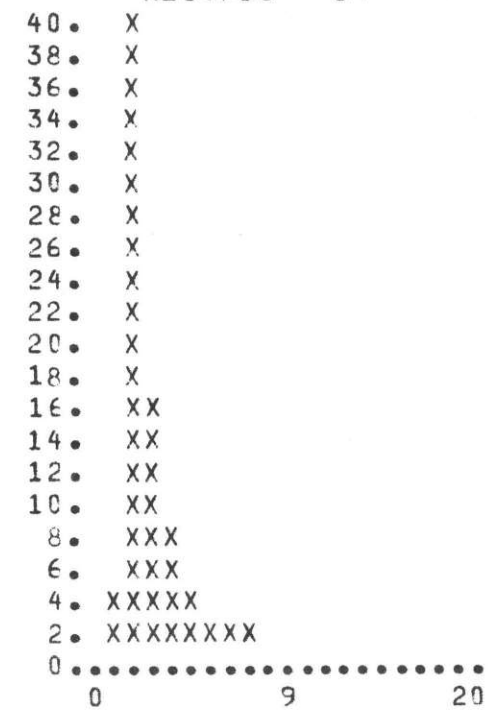 40. X
38. X
36. X
34. X
32. X
30. X
28. X
26. X
24. X
22. X
20. X
18. X
16. XX
14. XX
12. XX
10. XX
8. XXX
6. XXX
4. XXXXX
2. XXXXXXXX
0......................
0 9 20